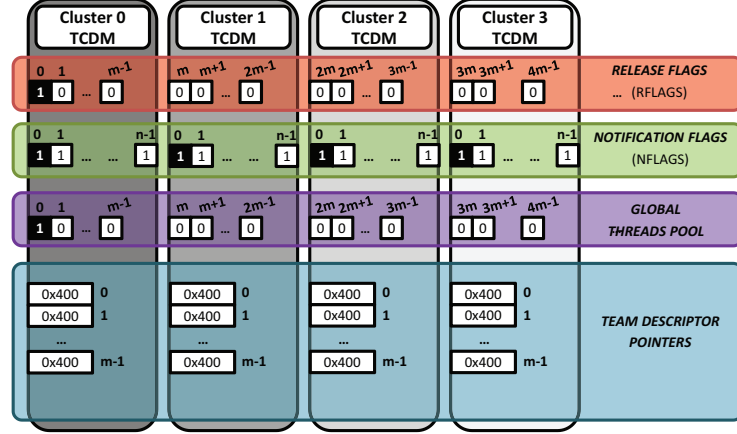 Cluster 0 Cluster 1 Cluster 2 Cluster 3
TCDM TCDM TCDM TCDM
0 1 m-1 m m+1 2m-1 2m 2m+1 3m-1 3m 3m+1 4m-1 RELEASE FLAGS
1 0 ... 0 0 0 ... 0 0 0 ... 0 0 0 0 ... (RFLAGS)
0 1 n-1 0 1 n-1 0 1 n-1 0 1 n-1 NOTIFICATION FLAGS
1 1 ... ... 1 1 1 ... ... 1 1 1 ... ... 1 1 1 ... ... 1 (NFLAGS)
0 1 m-1 m m+1 2m-1 2m 2m+1 3m-1 3m 3m+1 4m-1 GLOBAL
1 0 ... 0 0 0 ... 0 0 0 ... 0 0 0 0 ... THREADS POOL
0x400 0 0x400 0 0x400 0 0x400 0
0x400 1 0x400 1 0x400 1 0x400 1 TEAM DESCRIPTOR
... ... ... ... POINTERS
0x400 m-1 0x400 m-1 0x400 m-1 0x400 m-1